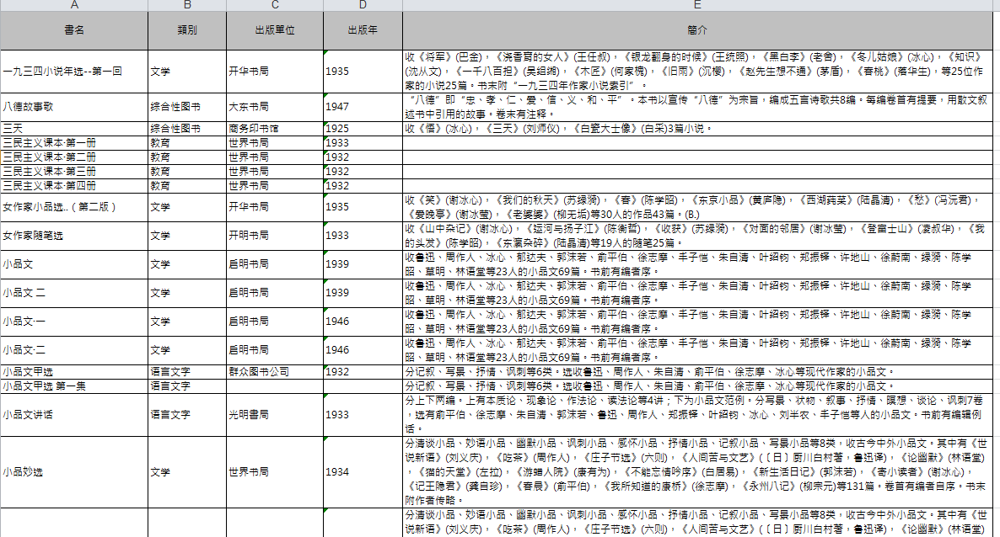 A B C D E
書名 類別 出版單位 出版年 簡介
一九三四小说年选--第一回 文学 开华书局 1935
收《将军》(巴金)，《浇香膏的女人》(王任叔)，《银龙翻身的时候》(王统照)，《黑白李》(老舍)，《冬儿姑娘》(冰心)，《知识》
(沈从文)，《一千八百担》(吴组缃)，《木匠》(何家槐)，《旧雨》(沉樱)，《赵先生想不通》(茅盾)，《春桃》(落华生)，等25位作
家的小说25篇。书末附“一九三四年作家小说索引”。
八德故事歌 综合性图书 大东书局 1947
“八德”即“忠、孝、仁、爱、信、义、和、平”。本书以宣传“八德”为宗旨，编成五言诗歌共8编。每编卷首有提要，用散文叙
述书中引用的故事。卷末有注释。
三天 综合性图书 商务印书馆 1925 收《悟》(冰心)，《三天》(刘师仪)，《白瓷大士像》(白采)3篇小说。
三民主义课本·第一册 教育 世界书局 1933
三民主义课本·第二册 教育 世界书局 1932
三民主义课本·第三册 教育 世界书局 1932
三民主义课本·第四册 教育 世界书局 1932
女作家小品选..（第二版） 文学 开华书局 1935
收《笑》(谢冰心)，《我们的秋天》(苏绿漪)，《春》(陈学昭)，《东京小品》(黄庐隐)，《西湖莼菜》(陆晶清)，《愁》(冯沅君)，
《爱晚亭》(谢冰莹)，《老婆婆》(柳无垢)等30人的作品43篇。(B.)
女作家随笔选 文学 开明书局 1933
收《山中杂记》(谢冰心)，《运河与扬子江》(陈衡哲)，《收获》(苏绿漪)，《对面的邻居》(谢冰莹)，《登富士山》(凌叔华)，《我
的头发》(陈学昭)，《东瀛杂碎》(陆晶清)等19人的随笔25篇。
小品文 文学 启明书局 1939
收鲁迅、周作人、冰心、郁达夫、郭沫若、俞平伯、徐志摩、丰子恺、朱自清、叶绍钧、郑振铎、许地山、徐蔚南、绿漪、陈学
昭、草明、林语堂等23人的小品文69篇。书前有编者序。
小品文 二 文学 启明书局 1939
收鲁迅、周作人、冰心、郁达夫、郭沫若、俞平伯、徐志摩、丰子恺、朱自清、叶绍钧、郑振铎、许地山、徐蔚南、绿漪、陈学
昭、草明、林语堂等23人的小品文69篇。书前有编者序。
小品文·一 文学 启明书局 1946
收鲁迅、周作人、冰心、郁达夫、郭沫若、俞平伯、徐志摩、丰子恺、朱自清、叶绍钧、郑振铎、许地山、徐蔚南、绿漪、陈学
昭、草明、林语堂等23人的小品文69篇。书前有编者序。
小品文·二 文学 启明书局 1946
收鲁迅、周作人、冰心、郁达夫、郭沫若、俞平伯、徐志摩、丰子恺、朱自清、叶绍钧、郑振铎、许地山、徐蔚南、绿漪、陈学
昭、草明、林语堂等23人的小品文69篇。书前有编者序。
小品文甲选 语言文字 群众图书公司 1932 分记叙、写景、抒情、讽刺等6类。选收鲁迅、周作人、朱自清、俞平伯、徐志摩、冰心等现代作家的小品文。
小品文甲选 第一集 语言文字 分记叙、写景、抒情、讽刺等6类。选收鲁迅、周作人、朱自清、俞平伯、徐志摩、冰心等现代作家的小品文。
小品文讲话 语言文字 光明書局 1933
分上下两编。上有本质论、现象论、作法论、读法论等4讲；下为小品文范例。分写景、状物、叙事、抒情、暝想、谈论、讽刺7卷
，选有俞平伯、徐志摩、朱自清、郭沫若、鲁迅、周作人、郑振铎、叶绍钧、冰心、刘半农、丰子恺等人的小品文。书前有编辑例
话。
小品妙选 文学 世界书局 1934
分清谈小品、妙语小品、幽默小品、讽刺小品、感怀小品、抒情小品、记叙小品、写景小品等8类，收古今中外小品文。其中有《世
说新语》(刘义庆)，《吃茶》(周作人)，《庄子节选》(六则)，《人间苦与文艺》(〔日〕厨川白村著，鲁迅译)，《论幽默》(林语堂)
，《猫的天堂》(左拉)，《游蜡人院》(康有为)，《不能忘情吟序》(白居易)，《新生活日记》(郭沫若)，《寄小读者》(谢冰心)，
《记王隐君》(龚自珍)，《春晨》(俞平伯)，《我所知道的康桥》(徐志摩)，《永州八记》(柳宗元)等131篇。卷首有编者自序。书末
附作者传略。
分清谈小品、妙语小品、幽默小品、讽刺小品、感怀小品、抒情小品、记叙小品、写景小品等8类，收古今中外小品文。其中有《世
说新语》(刘义庆)，《吃茶》(周作人)，《庄子节选》(六则)，《人间苦与文艺》(〔日〕厨川白村著，鲁迅译)，《论幽默》(林语堂)